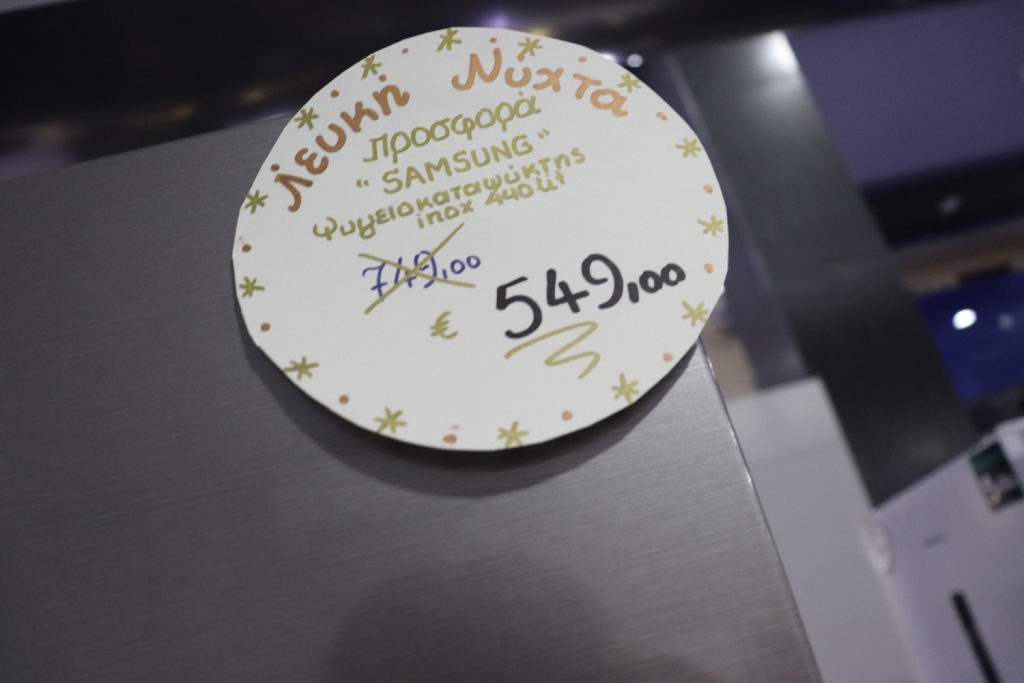 Λευκή Νύχτα
προσφορά
"SAMSUNG"
ψυγειοκαταψύκτης
inox 440lt
749,00
€ 549,00